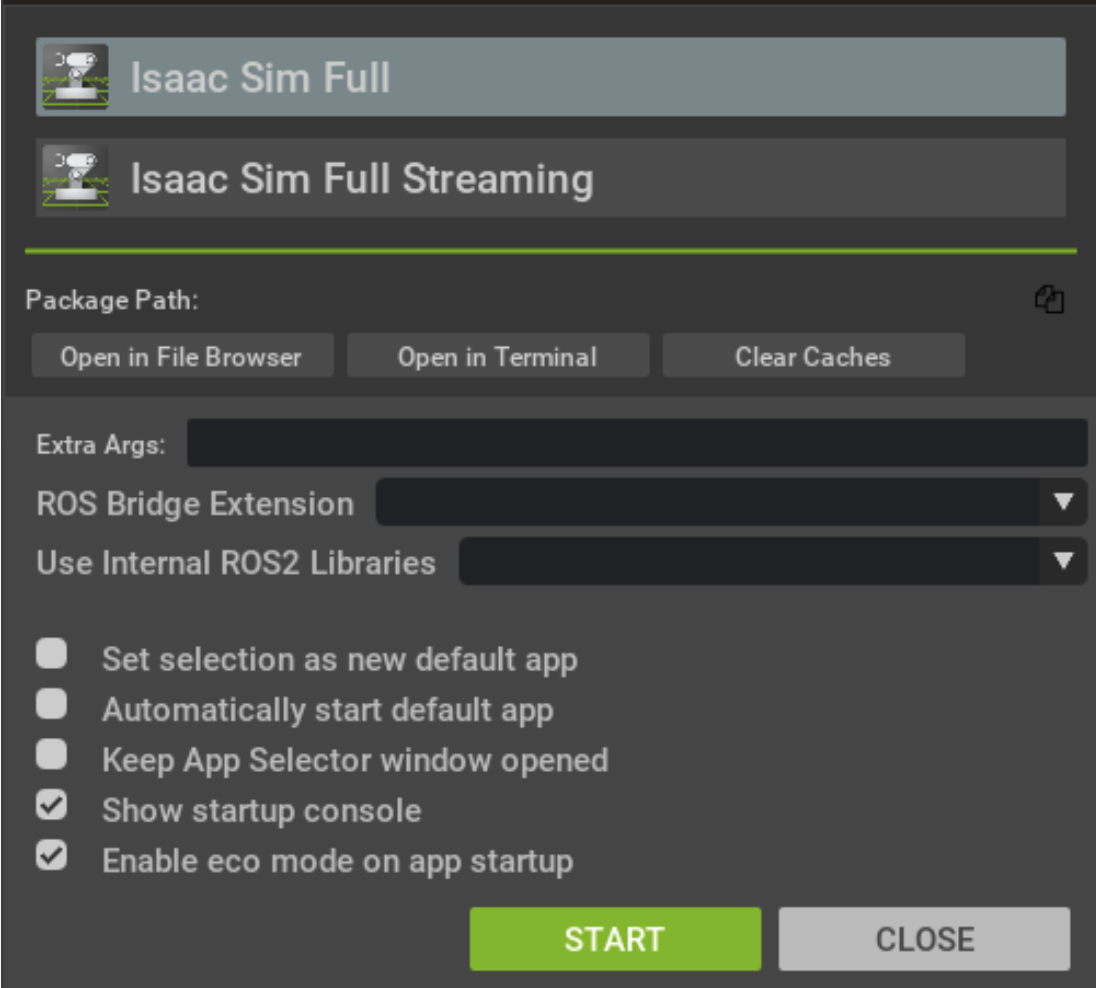 Isaac Sim Full
Isaac Sim Full Streaming
Package Path:
Open in File Browser Open in Terminal Clear Caches
Extra Args:
ROS Bridge Extension
Use Internal ROS2 Libraries
Set selection as new default app
Automatically start default app
Keep App Selector window opened
Show startup console
Enable eco mode on app startup
START CLOSE